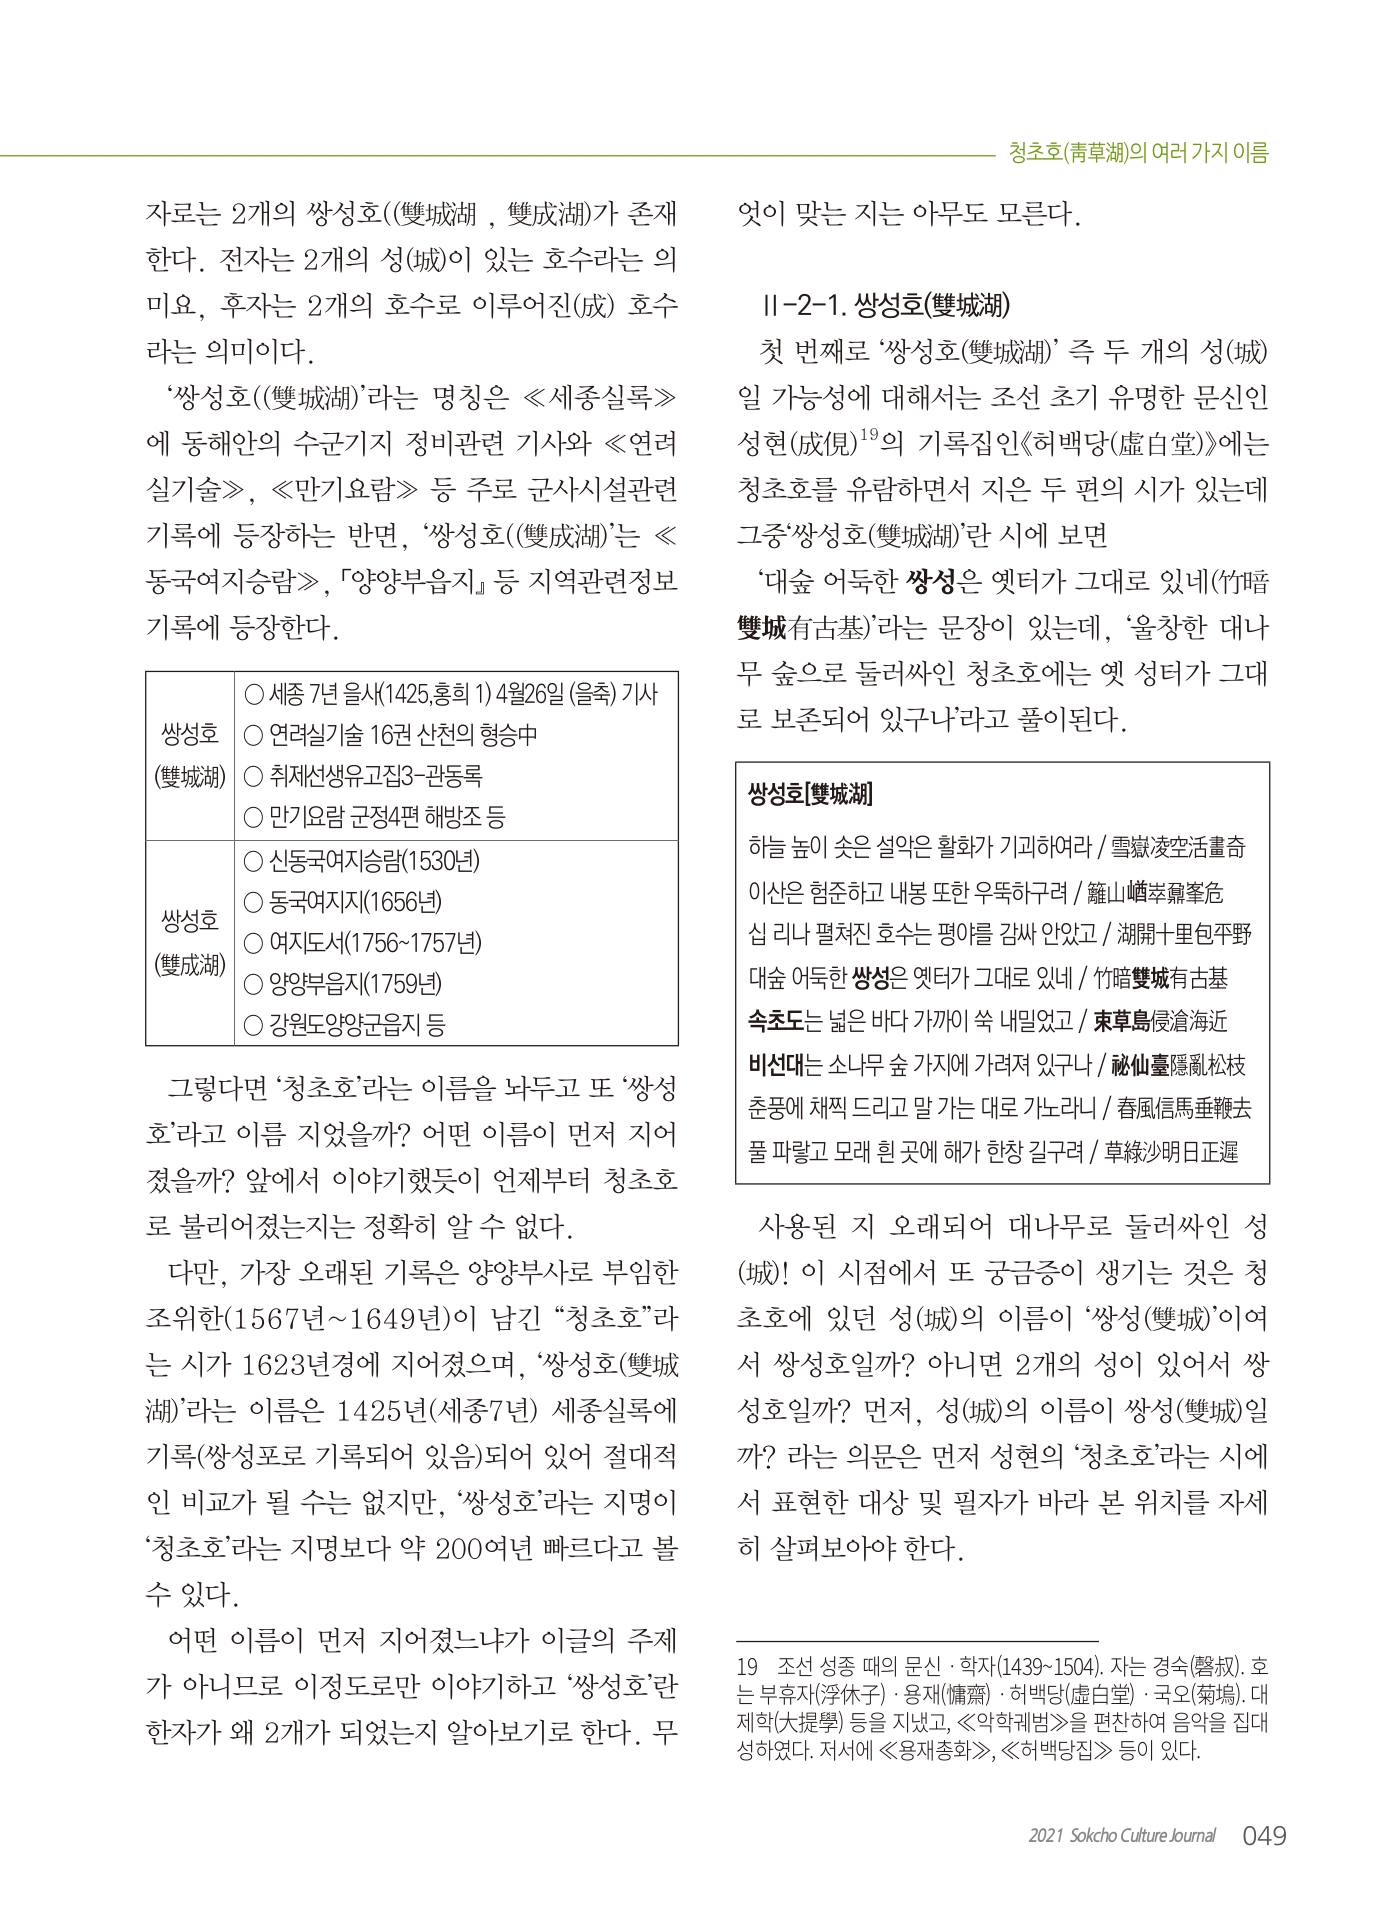 청초호(靑草湖)의 여러 가지 이름
자로는 2개의 쌍성호((雙城湖 , 雙成湖)가 존재
한다. 전자는 2개의 성(城)이 있는 호수라는 의
미요, 후자는 2개의 호수로 이루어진(成) 호수
라는 의미이다.
‘쌍성호((雙城湖)’라는 명칭은 ≪세종실록≫
에 동해안의 수군기지 정비관련 기사와 ≪연려
실기술≫, ≪만기요람≫ 등 주로 군사시설관련
기록에 등장하는 반면, ‘쌍성호((雙成湖)’는 ≪
동국여지승람≫,『양양부읍지』등 지역관련정보
기록에 등장한다.
쌍성호
(雙城湖)
○ 세종 7년 을사(1425,홍희 1) 4월26일 (을축) 기사
○ 연려실기술 16권 산천의 형승中
○ 취제선생유고집3-관동록
○ 만기요람 군정4편 해방조 등
쌍성호
(雙成湖)
○ 신동국여지승람(1530년)
○ 동국여지지(1656년)
○ 여지도서(1756~1757년)
○ 양양부읍지(1759년)
○ 강원도양양군읍지 등
그렇다면 ‘청초호’라는 이름을 놔두고 또 ‘쌍성
호’라고 이름 지었을까? 어떤 이름이 먼저 지어
졌을까? 앞에서 이야기했듯이 언제부터 청초호
로 불리어졌는지는 정확히 알 수 없다.
다만, 가장 오래된 기록은 양양부사로 부임한
조위한(1567년~1649년)이 남긴 “청초호”라
는 시가 1623년경에 지어졌으며, ‘쌍성호(雙城
湖)’라는 이름은 1425년(세종7년) 세종실록에
기록(쌍성포로 기록되어 있음)되어 있어 절대적
인 비교가 될 수는 없지만, ‘쌍성호’라는 지명이
‘청초호’라는 지명보다 약 200여년 빠르다고 볼
수 있다.
어떤 이름이 먼저 지어졌느냐가 이글의 주제
가 아니므로 이정도로만 이야기하고 ‘쌍성호’란
한자가 왜 2개가 되었는지 알아보기로 한다. 무
엇이 맞는 지는 아무도 모른다.
Ⅱ-2-1. 쌍성호(雙城湖)
첫 번째로 ‘쌍성호(雙城湖)’ 즉 두 개의 성(城)
일 가능성에 대해서는 조선 초기 유명한 문신인
성현(成俔)19의 기록집인《허백당(虛白堂)》에는
청초호를 유람하면서 지은 두 편의 시가 있는데
그중‘쌍성호(雙城湖)’란 시에 보면
‘대숲 어둑한 쌍성은 옛터가 그대로 있네(竹暗
雙城有古基)’라는 문장이 있는데, ‘울창한 대나
무 숲으로 둘러싸인 청초호에는 옛 성터가 그대
로 보존되어 있구나’라고 풀이된다.
쌍성호[雙城湖]
하늘 높이 솟은 설악은 활화가 기괴하여라 / 雪嶽凌空活畫奇
이산은 험준하고 내봉 또한 우뚝하구려 / 籬山崷崒鼐峯危
십 리나 펼쳐진 호수는 평야를 감싸 안았고 / 湖開十里包平野
대숲 어둑한 쌍성은 옛터가 그대로 있네 / 竹暗雙城有古基
속초도는 넓은 바다 가까이 쑥 내밀었고 / 束草島侵滄海近
비선대는 소나무 숲 가지에 가려져 있구나 / 祕仙臺隱亂松枝
춘풍에 채찍 드리고 말 가는 대로 가노라니 / 春風信馬垂鞭去
풀 파랗고 모래 흰 곳에 해가 한창 길구려 / 草綠沙明日正遲
사용된 지 오래되어 대나무로 둘러싸인 성
(城)! 이 시점에서 또 궁금증이 생기는 것은 청
초호에 있던 성(城)의 이름이 ‘쌍성(雙城)’이여
서 쌍성호일까? 아니면 2개의 성이 있어서 쌍
성호일까? 먼저, 성(城)의 이름이 쌍성(雙城)일
까? 라는 의문은 먼저 성현의 ‘청초호’라는 시에
서 표현한 대상 및 필자가 바라 본 위치를 자세
히 살펴보아야 한다.
19 조선 성종 때의 문신 · 학자(1439~1504). 자는 경숙(磬叔). 호
는 부휴자(浮休子) · 용재(慵齋) · 허백당(虛白堂) · 국오(菊塢). 대
제학(大提學) 등을 지냈고, ≪악학궤범≫을 편찬하여 음악을 집대
성하였다. 저서에 ≪용재총화≫, ≪허백당집≫ 등이 있다.
2021 Sokcho Culture Journal 049